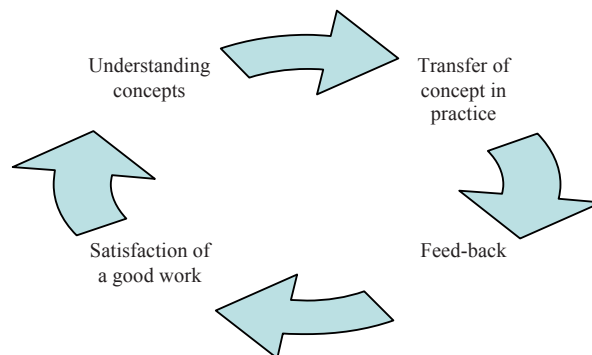 Understanding
concepts
Transfer of
concept in
practice
Feed-back
Satisfaction of
a good work